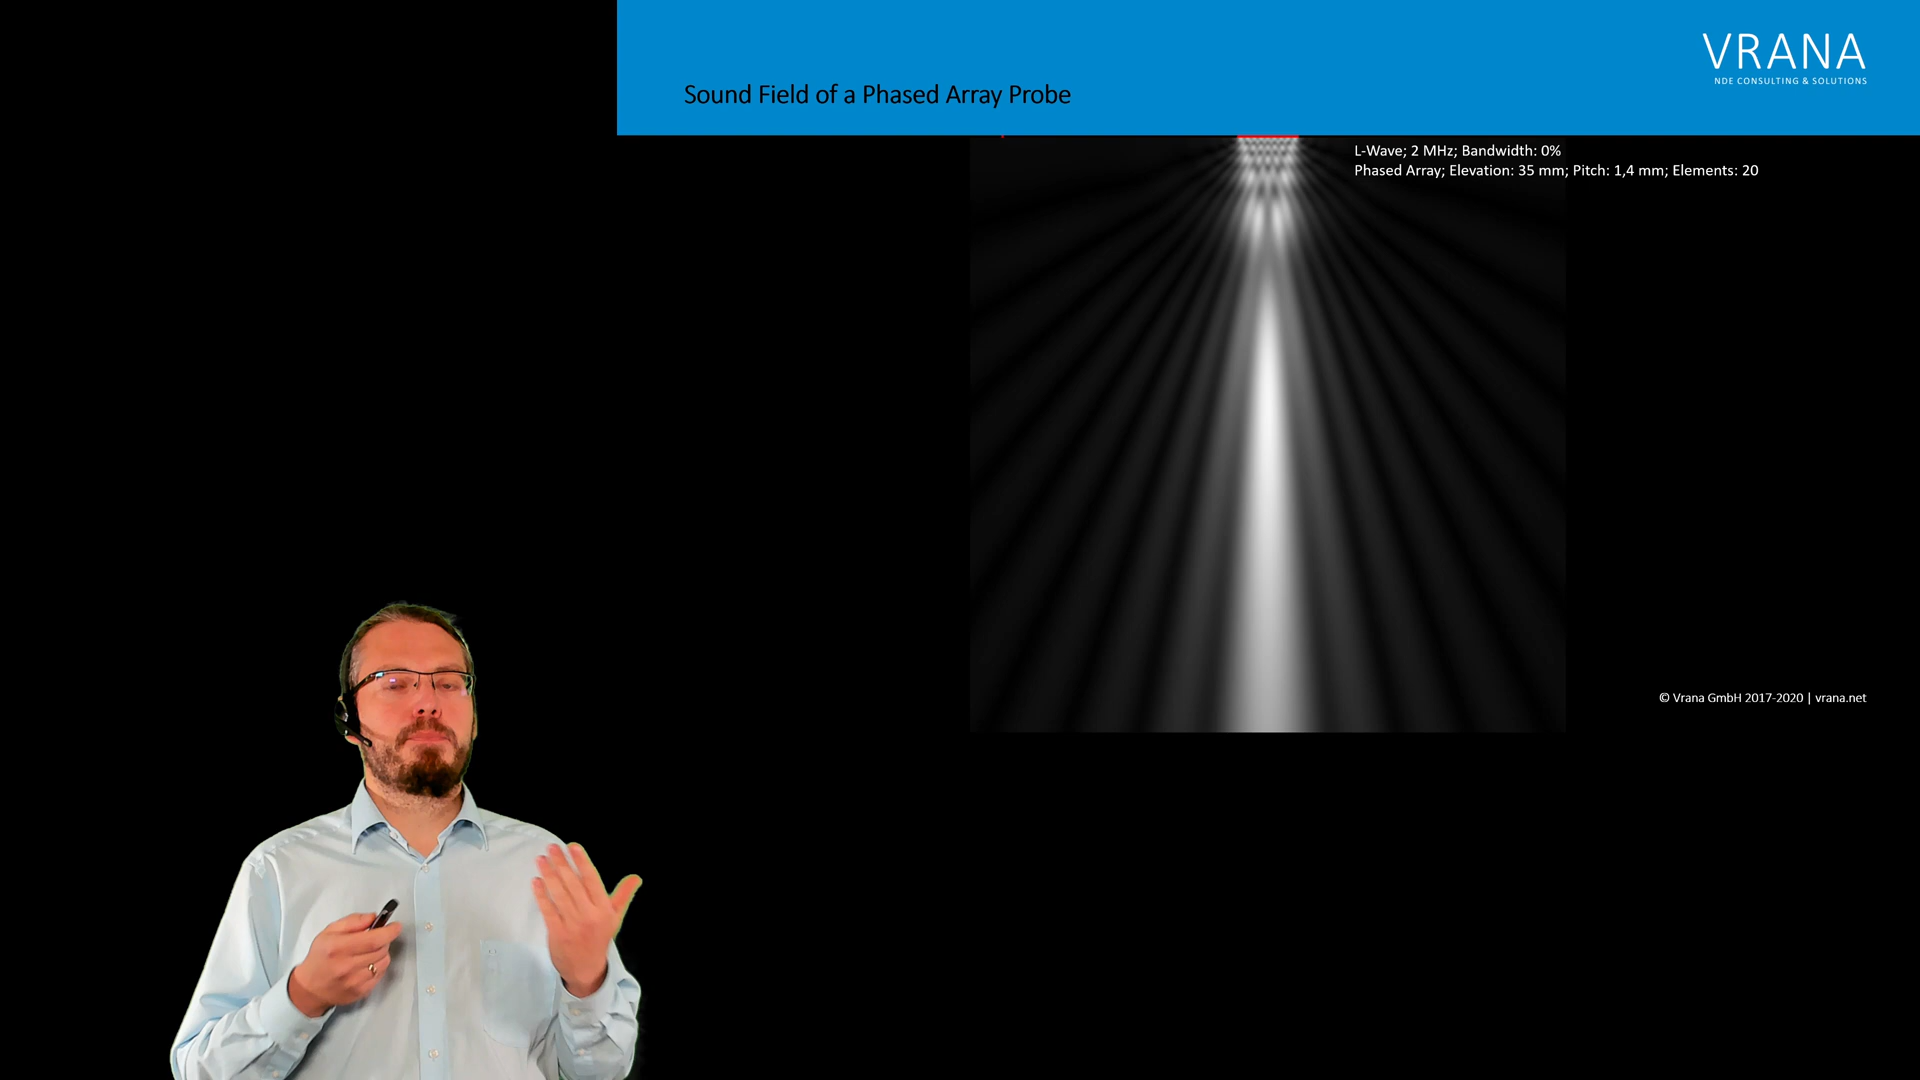 VRANA
NDE CONSULTING & SOLUTIONS
Sound Field of a Phased Array Probe
L-Wave; 2 MHz; Bandwidth: 0%
Phased Array; Elevation: 35 mm; Pitch: 1,4 mm; Elements: 20
© Vrana GmbH 2017-2020 | vrana.net